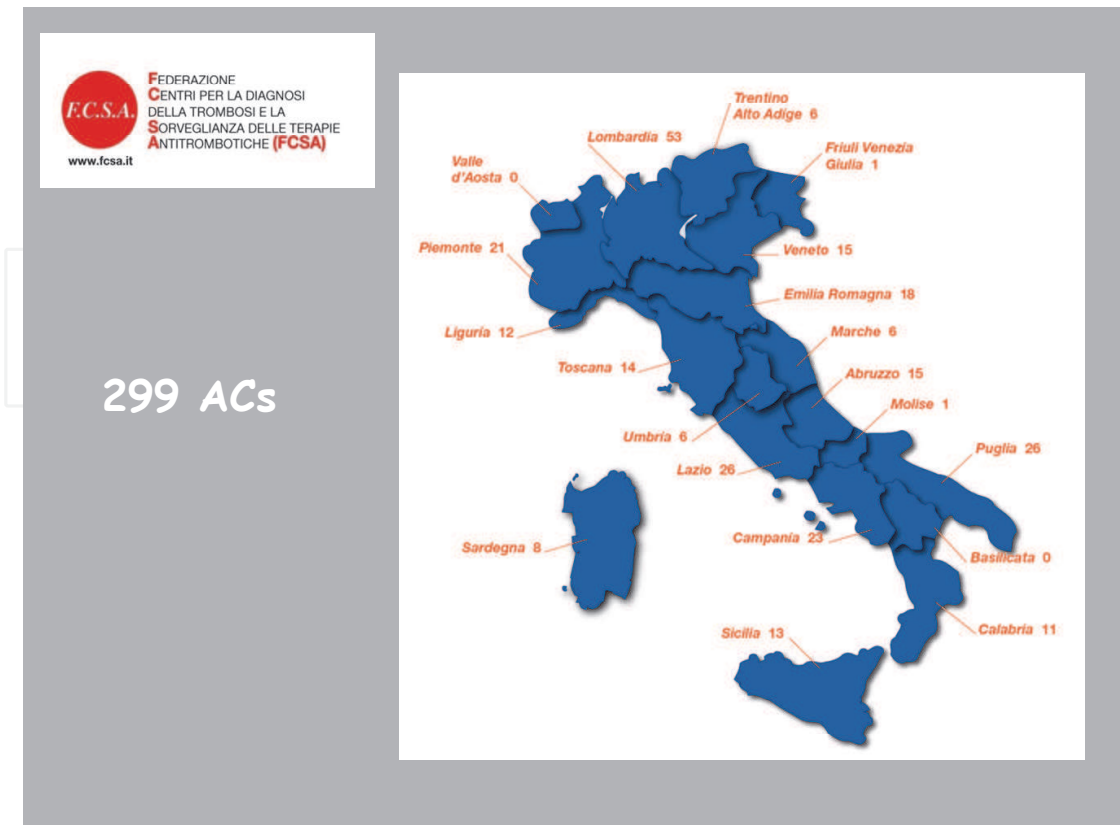 F.C.S.A.
FEDERAZIONE
CENTRI PER LA DIAGNOSI
DELLA TROMBOSI E LA
SORVEGLIANZA DELLE TERAPIE
ANTITROMBOTICHE (FCSA)
www.fcsa.it
299 ACs
Trentino
Alto Adige 6
Lombardia 53
Friuli Venezia
Giulia 1
Valle
d'Aosta 0
Piemonte 21
Veneto 15
Emilia Romagna 18
Liguria 12
Marche 6
Toscana 14
Abruzzo 15
Molise 1
Umbria 6
Puglia 26
Lazio 26
Campania 23
Sardegna 8
Basilicata 0
Sicilia 13
Calabria 11